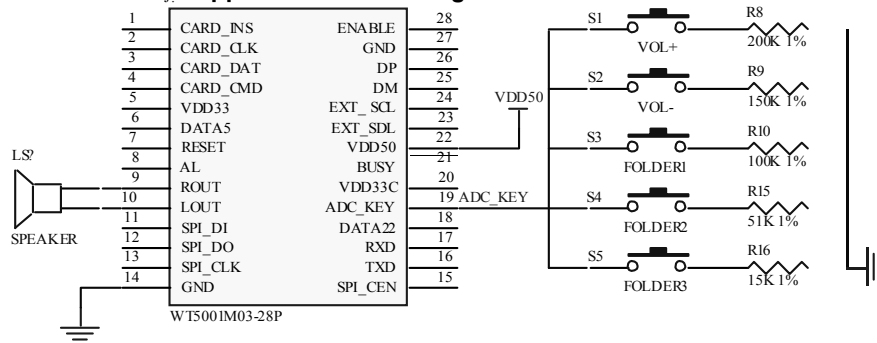 1 CARD_INS ENABLE 28
2 CARD_CLK GND 27
3 CARD_DAT DP 26
4 CARD_CMD DM 25
5 VDD33 EXT_ SCL 24
6 DATA5 EXT_SDL 23
7 RESET VDD50 22
8 AL BUSY 21
9 ROUT VDD33C 20
10 LOUT ADC_KEY 19 ADC_KEY
11 SPI_DI DATA22 18
12 SPI_DO RXD 17
13 SPI_CLK TXD 16
14 GND SPI_CEN 15
WT5001M03-28P
LS?
SPEAKER
VDD50
S1 VOL+ R8 200K 1%
S2 VOL- R9 150K 1%
S3 FOLDER1 R10 100K 1%
S4 FOLDER2 R15 51K 1%
S5 FOLDER3 R16 15K 1%